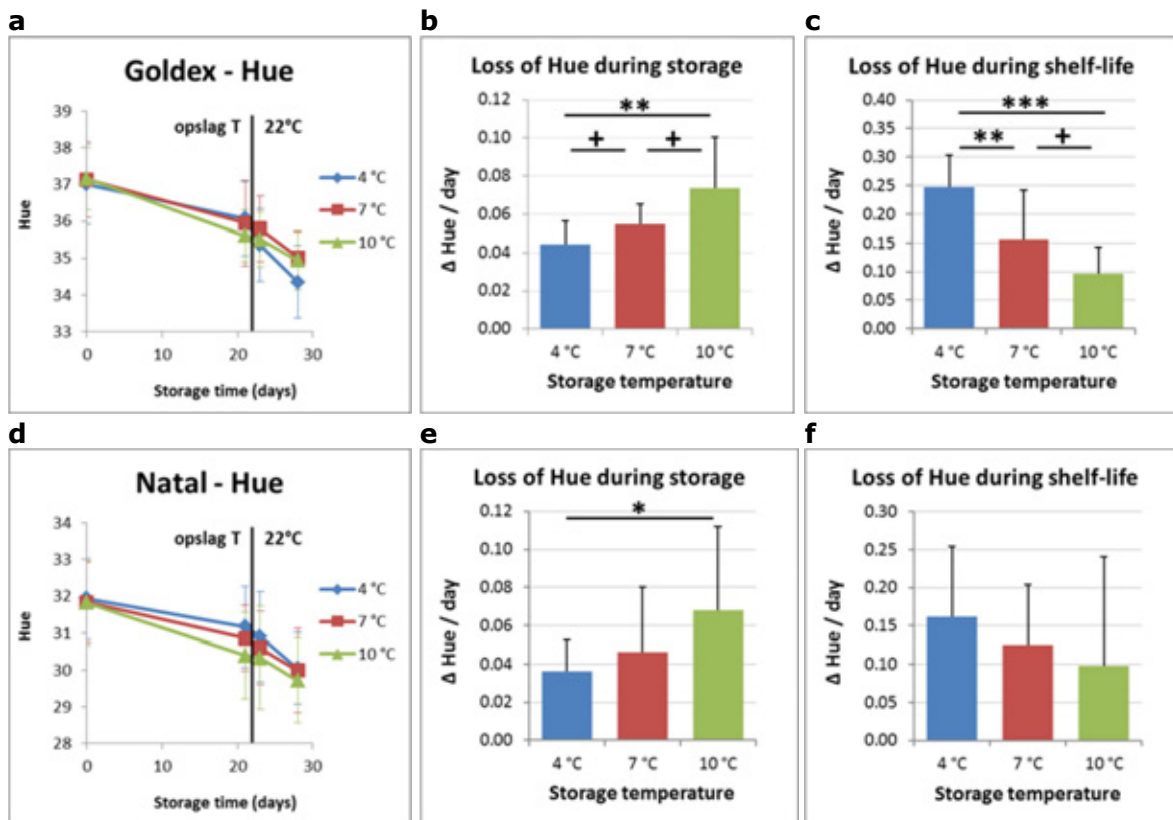 a
Goldex - Hue
39
38
37
36
35
34
33
Hue
opslag T
22°C
4 °C
7 °C
10 °C
0
10
20
30
Storage time (days)
b
Loss of Hue during storage
0.12
0.10
0.08
0.06
0.04
0.02
0.00
Δ Hue / day
**
+
+
4 °C
7 °C
10 °C
Storage temperature
c
Loss of Hue during shelf-life
0.40
0.35
0.30
0.25
0.20
0.15
0.10
0.05
0.00
Δ Hue / day
***
**
+
4 °C
7 °C
10 °C
Storage temperature
d
Natal - Hue
34
33
32
31
30
29
28
Hue
opslag T
22°C
4 °C
7 °C
10 °C
0
10
20
30
Storage time (days)
e
Loss of Hue during storage
0.12
0.10
0.08
0.06
0.04
0.02
0.00
Δ Hue / day
*
4 °C
7 °C
10 °C
Storage temperature
f
Loss of Hue during shelf-life
0.30
0.25
0.20
0.15
0.10
0.05
0.00
Δ Hue / day
4 °C
7 °C
10 °C
Storage temperature